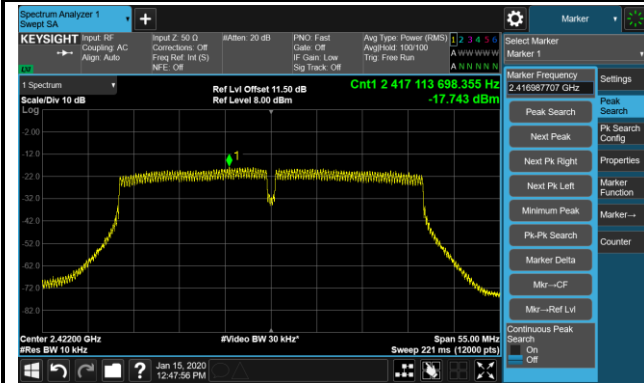 Spectrum Analyzer 1
Swept SA
Marker
KEYSIGHT
Input: RF
Coupling: AC
Align: Auto
Input Z: 50 Ω
Corrections: Off
Freq Ref: Int (S)
NFE: Off
#Atten: 20 dB
PNO: Fast
Gate: Off
IF Gain: Low
Sig Track: Off
Avg Type: Power (RMS)
Avg|Hold: 100/100
Trig: Free Run
1 2 3 4 5 6
A W W W W W
A N N N N N
Select Marker
Marker 1
1 Spectrum
Scale/Div 10 dB
Log
Ref Lvl Offset 11.50 dB
Ref Level 8.00 dBm
Cnt1 2 417 113 698.355 Hz
-17.743 dBm
-2.00
-12.0
-22.0
-32.0
-42.0
-52.0
-62.0
-72.0
-82.0
1
Center 2.42200 GHz
#Res BW 10 kHz
#Video BW 30 kHz*
Span 55.00 MHz
Sweep 221 ms (12000 pts)
Marker Frequency
2.416987707 GHz
Peak Search
Next Peak
Next Pk Right
Next Pk Left
Minimum Peak
Pk-Pk Search
Marker Delta
Mkr→CF
Mkr→Ref Lvl
Continuous Peak
Search
On
Off
Settings
Peak
Search
Pk Search
Config
Properties
Marker
Function
Marker→
Counter
Jan 15, 2020
12:47:56 PM